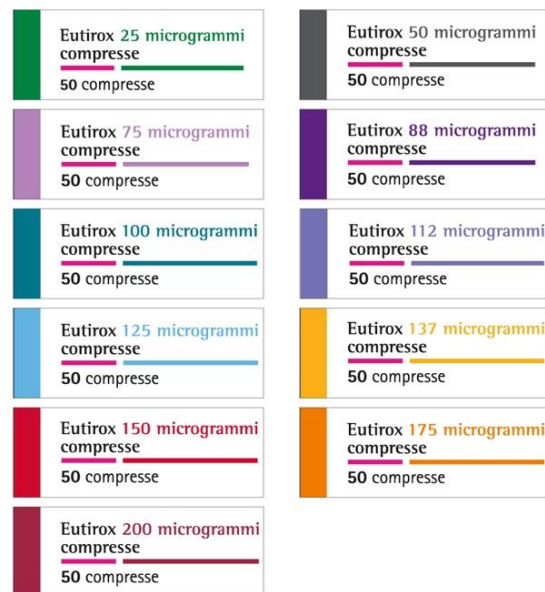 Eutirox 25 microgrammi
compresse
50 compresse
Eutirox 50 microgrammi
compresse
50 compresse
Eutirox 75 microgrammi
compresse
50 compresse
Eutirox 88 microgrammi
compresse
50 compresse
Eutirox 100 microgrammi
compresse
50 compresse
Eutirox 112 microgrammi
compresse
50 compresse
Eutirox 125 microgrammi
compresse
50 compresse
Eutirox 137 microgrammi
compresse
50 compresse
Eutirox 150 microgrammi
compresse
50 compresse
Eutirox 175 microgrammi
compresse
50 compresse
Eutirox 200 microgrammi
compresse
50 compresse